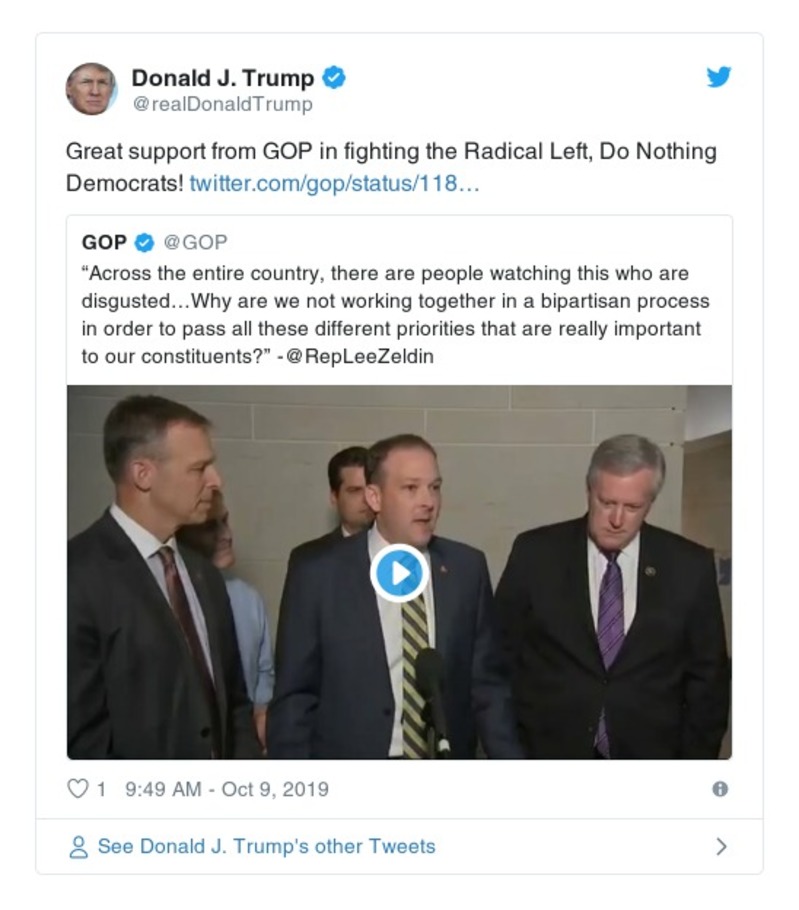 Donald J. Trump
@realDonaldTrump
Great support from GOP in fighting the Radical Left, Do Nothing
Democrats! twitter.com/gop/status/118…
GOP @GOP
“Across the entire country, there are people watching this who are
disgusted…Why are we not working together in a bipartisan process
in order to pass all these different priorities that are really important
to our constituents?” -@RepLeeZeldin
1 9:49 AM - Oct 9, 2019
See Donald J. Trump's other Tweets